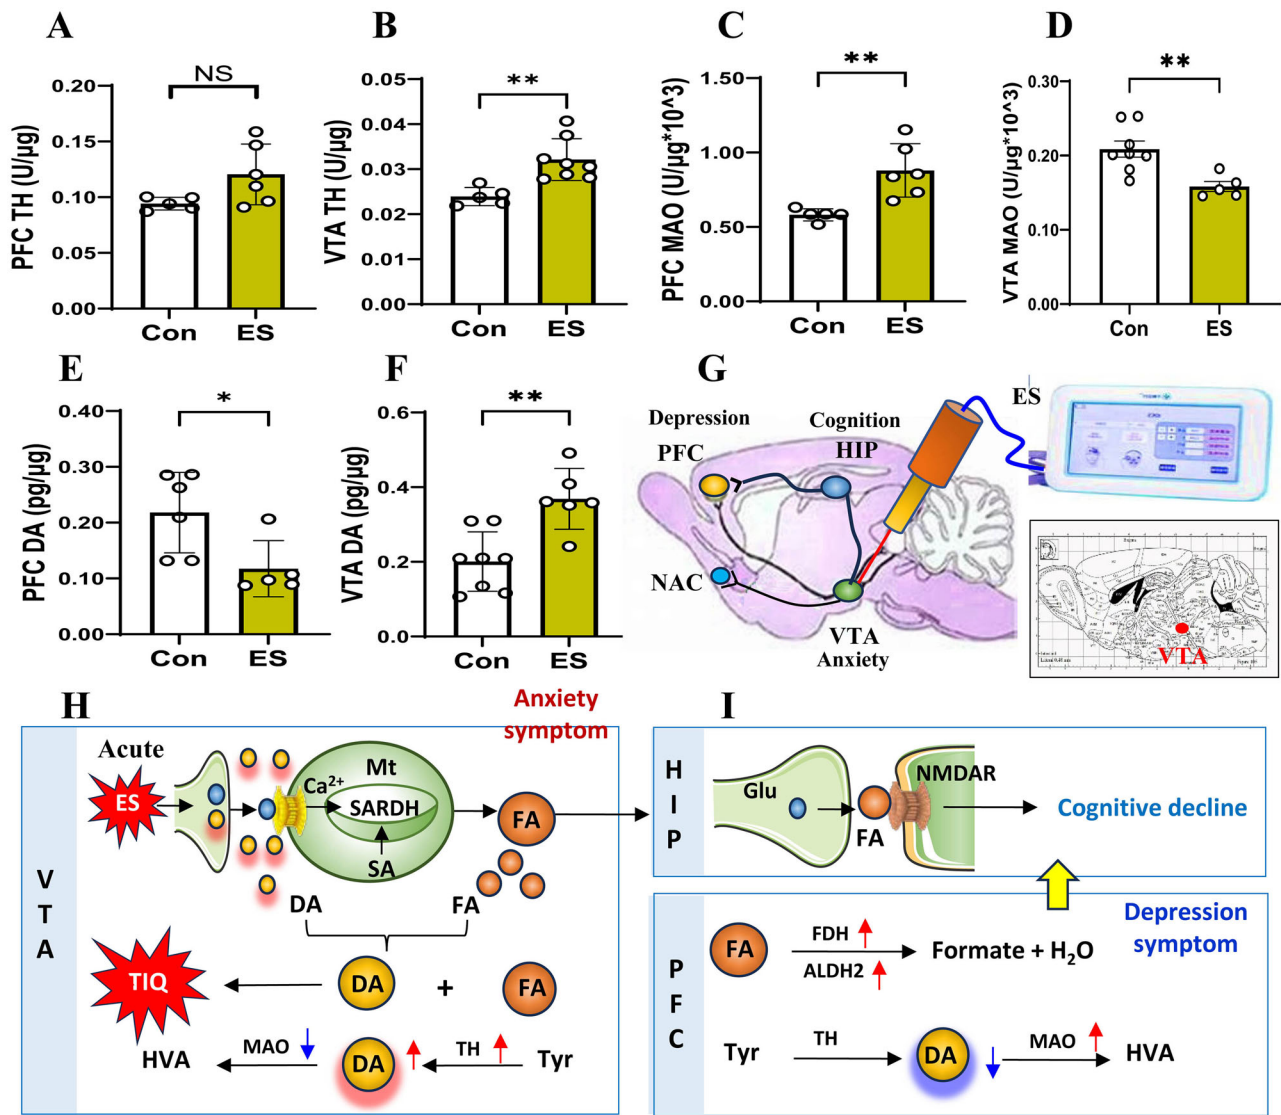 A
PFC TH (U/μg)
NS
0.20
0.15
0.10
0.05
0.00
Con
ES
B
VTA TH (U/μg)
**
0.05
0.04
0.03
0.02
0.01
0.00
Con
ES
C
PFC MAO (U/μg*10^3)
**
1.50
1.00
0.50
0.00
Con
ES
D
VTA MAO (U/μg*10^3)
**
0.30
0.20
0.10
0.00
Con
ES
E
PFC DA (pg/μg)
*
0.40
0.30
0.20
0.10
0.00
Con
ES
F
VTA DA (pg/μg)
**
0.6
0.4
0.2
0.0
Con
ES
G
Depression
PFC
Cognition
HIP
NAC
VTA
Anxiety
ES
VTA
H
Anxiety
symptom
VTA
Acute
ES
Ca²⁺
Mt
SARDH
SA
FA
DA
FA
TIQ
DA
+
FA
HVA
MAO
DA
TH
Tyr
I
HIP
Glu
FA
NMDAR
Cognitive decline
PFC
Depression
symptom
FA
FDH
ALDH2
Formate + H₂O
Tyr
TH
DA
MAO
HVA